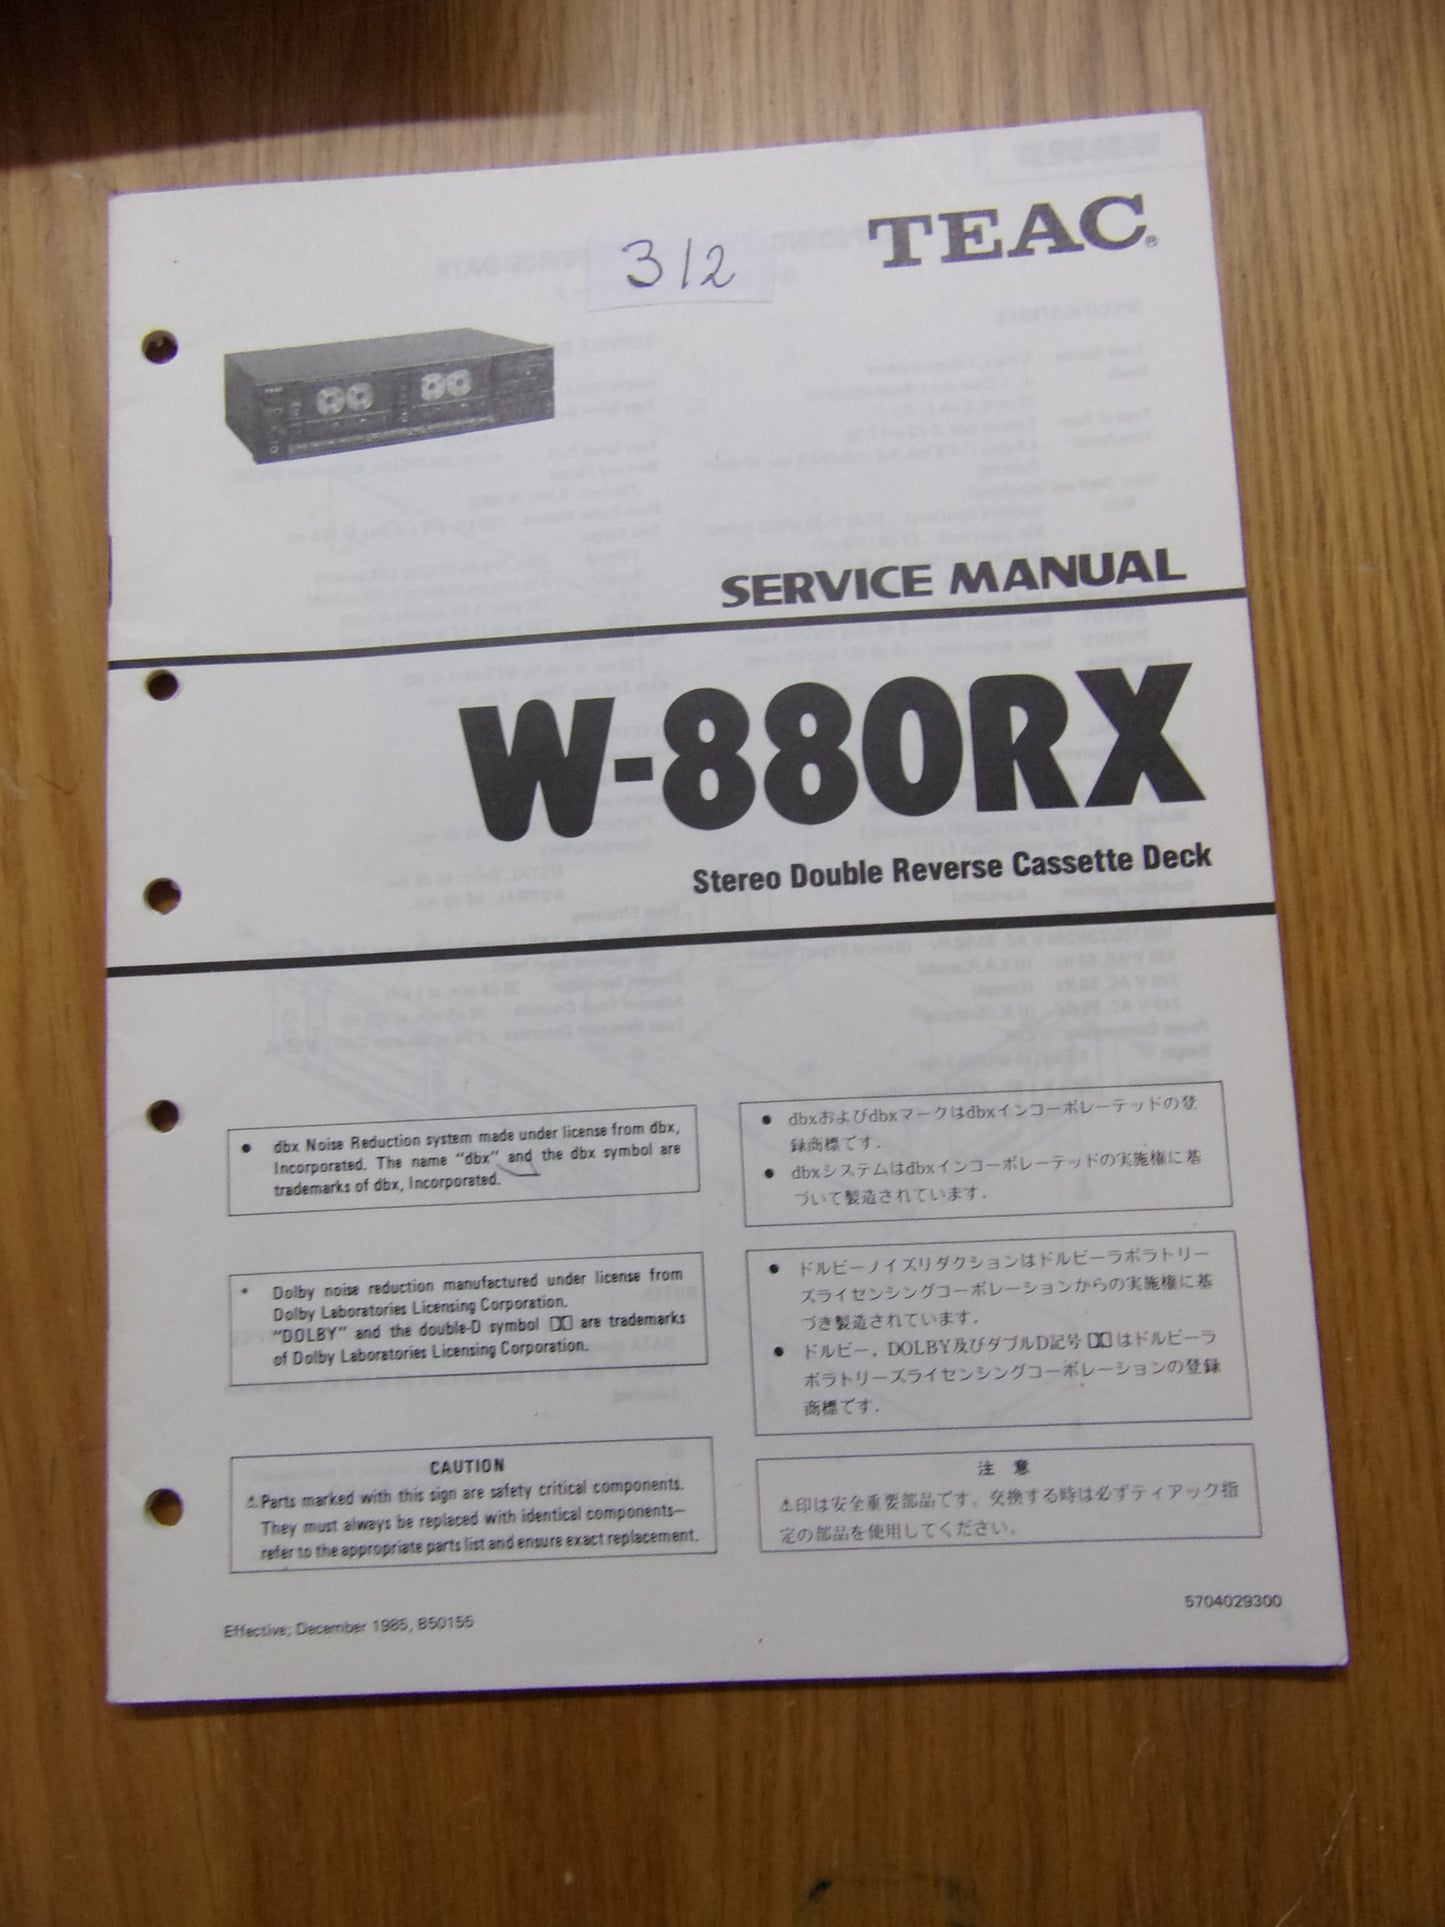 TEAC®
312
SERVICE MANUAL
W-880RX
Stereo Double Reverse Cassette Deck
● dbx Noise Reduction system made under license from dbx,
Incorporated. The name "dbx" and the dbx symbol are
trademarks of dbx, Incorporated.
● dbxおよびdbxマークはdbxインコーポレーテッドの登
録商標です.
● dbxシステムはdbxインコーポレーテッドの実施権に基
づいて製造されています.
* Dolby noise reduction manufactured under license from
Dolby Laboratories Licensing Corporation.
"DOLBY" and the double-D symbol are trademarks
of Dolby Laboratories Licensing Corporation.
● ドルビーノイズリダクションはドルビーラボラトリー
ズライセンシングコーポレーションからの実施権に基
づき製造されています.
● ドルビー, DOLBY及びダブルD記号 はドルビーラ
ボラトリーズライセンシングコーポレーションの登録
商標です.
CAUTION
⚠Parts marked with this sign are safety critical components.
They must always be replaced with identical components—
refer to the appropriate parts list and ensure exact replacement.
注 意
⚠印は安全重要部品です。交換する時は必ずティアック指
定の部品を使用してください。
Effective; December 1985, B50155
5704029300